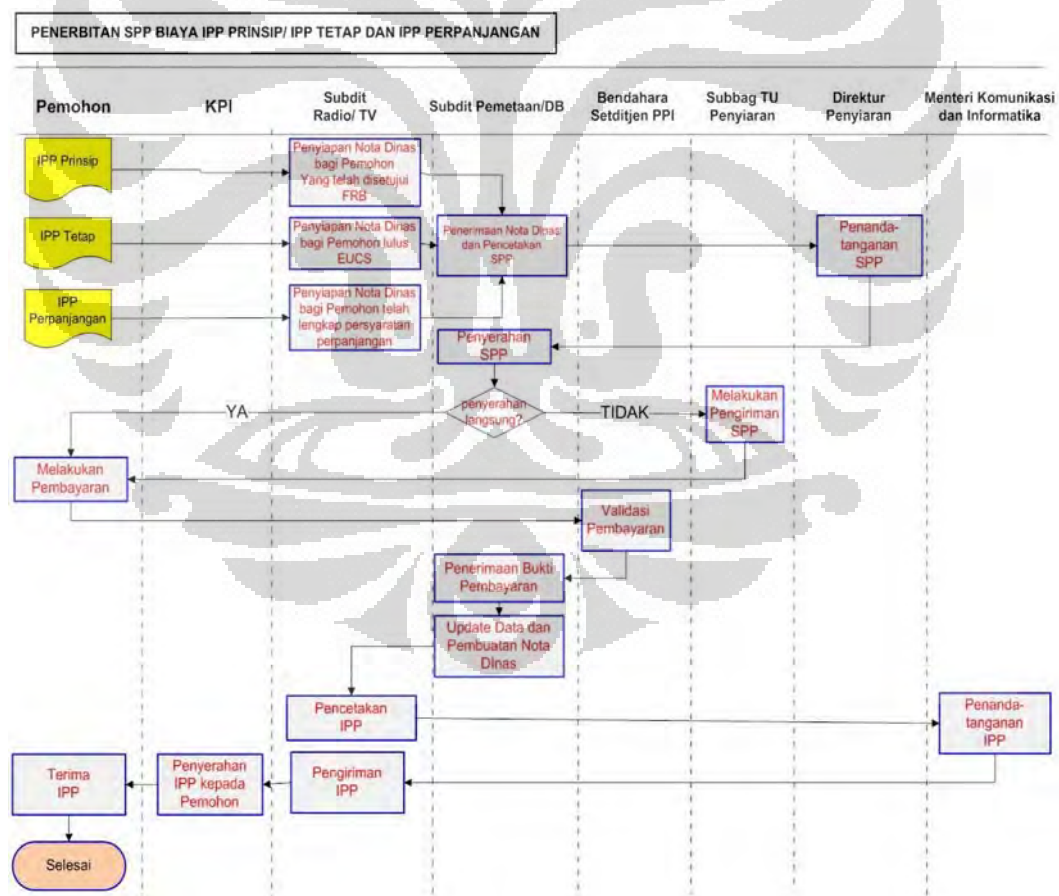 PENERBITAN SPP BIAYA IPP PRINSIP/ IPP TETAP DAN IPP PERPANJANGAN
Pemohon
KPI
Subdit
Radio/ TV
Subdit Pemetaan/DB
Bendahara
Setditjen PPI
Subbag TU
Penyiaran
Direktur
Penyiaran
Menteri Komunikasi
dan Informatika
IPP Prinsip
Penyiapan Nota Dinas
bagi Pemohon
Yang telah disetujui
FRB
IPP Tetap
Penyiapan Nota Dinas
bagi Pemohon lulus
EUCS
Penerimaan Nota Dinas
dan Pencetakan
SPP
Penanda-
tanganan
SPP
IPP
Perpanjangan
Penyiapan Nota Dinas
bagi Pemohon telah
lengkap persyaratan
perpanjangan
Penyerahan
SPP
YA
penyerahan
langsung?
TIDAK
Melakukan
Pengiriman
SPP
Melakukan
Pembayaran
Validasi
Pembayaran
Penerimaan Bukti
Pembayaran
Update Data dan
Pembuatan Nota
Dinas
Pencetakan
IPP
Penanda-
tanganan
IPP
Terima
IPP
Penyerahan
IPP kepada
Pemohon
Pengiriman
IPP
Selesai